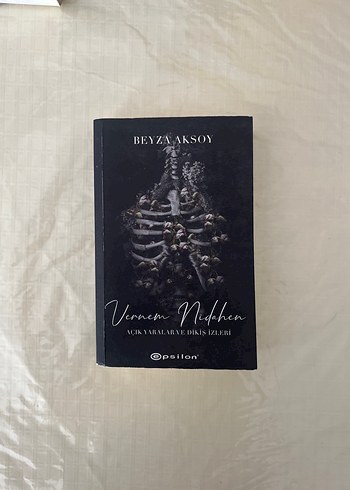 BEYZA AKSOY
Vernem Nidahen
AÇIK YARALAR VE DİKİŞ İZLERİ
epsilon